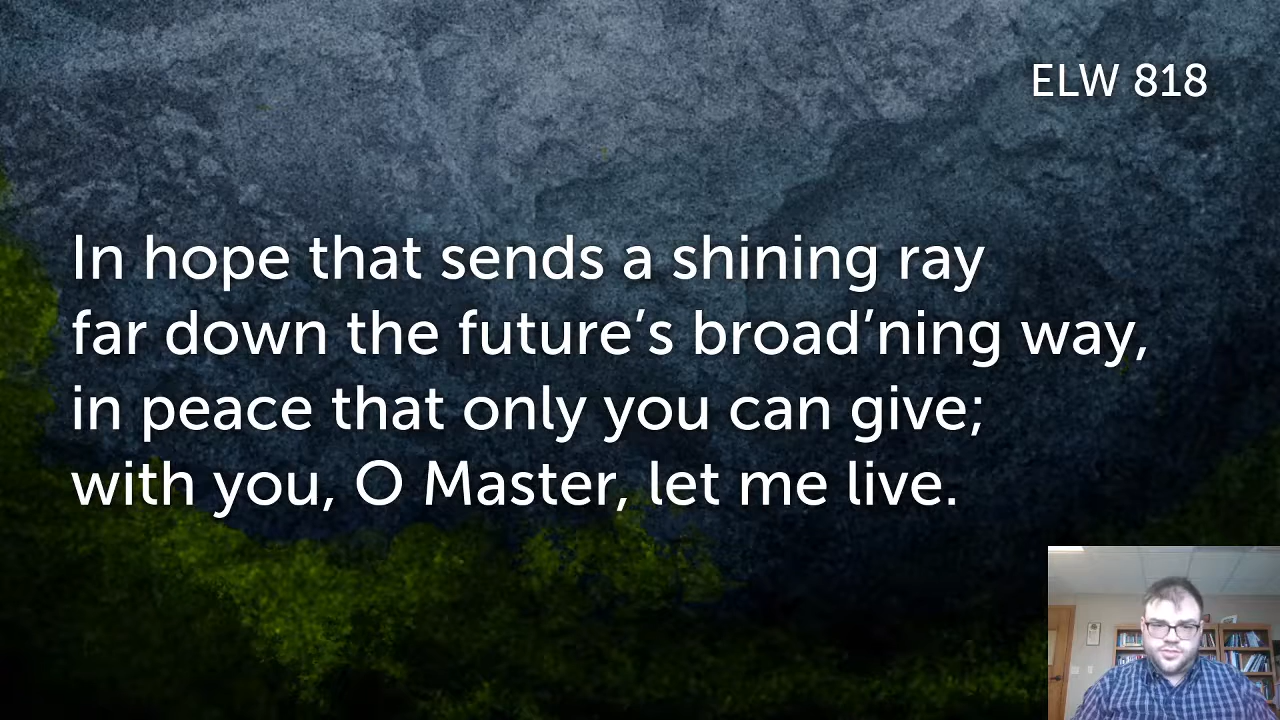 ELW 818
In hope that sends a shining ray
far down the future’s broad’ning way,
in peace that only you can give;
with you, O Master, let me live.